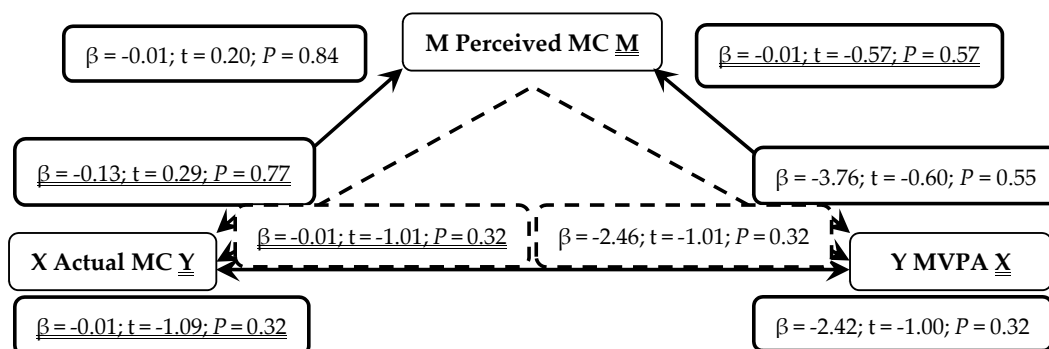 β = -0.01; t = 0.20; P = 0.84
M Perceived MC M
β = -0.01; t = -0.57; P = 0.57
β = -0.13; t = 0.29; P = 0.77
β = -3.76; t = -0.60; P = 0.55
β = -0.01; t = -1.01; P = 0.32
β = -2.46; t = -1.01; P = 0.32
X Actual MC Y
Y MVPA X
β = -0.01; t = -1.09; P = 0.32
β = -2.42; t = -1.00; P = 0.32